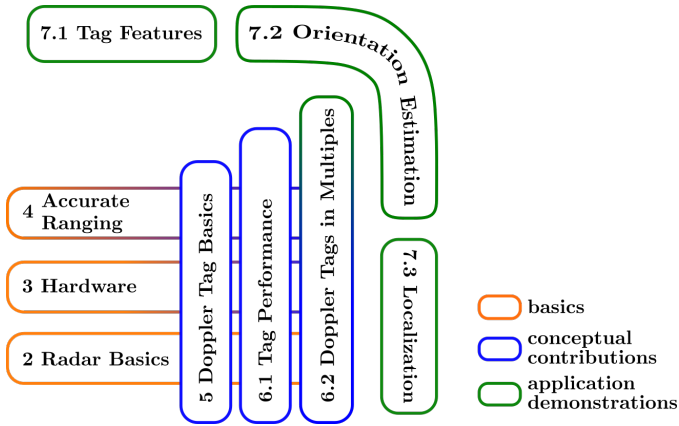 7.1 Tag Features
7.2 Orientation Estimation
4 Accurate
Ranging
3 Hardware
2 Radar Basics
5 Doppler Tag Basics
6.1 Tag Performance
6.2 Doppler Tags in Multiples
7.3 Localization
basics
conceptual
contributions
application
demonstrations